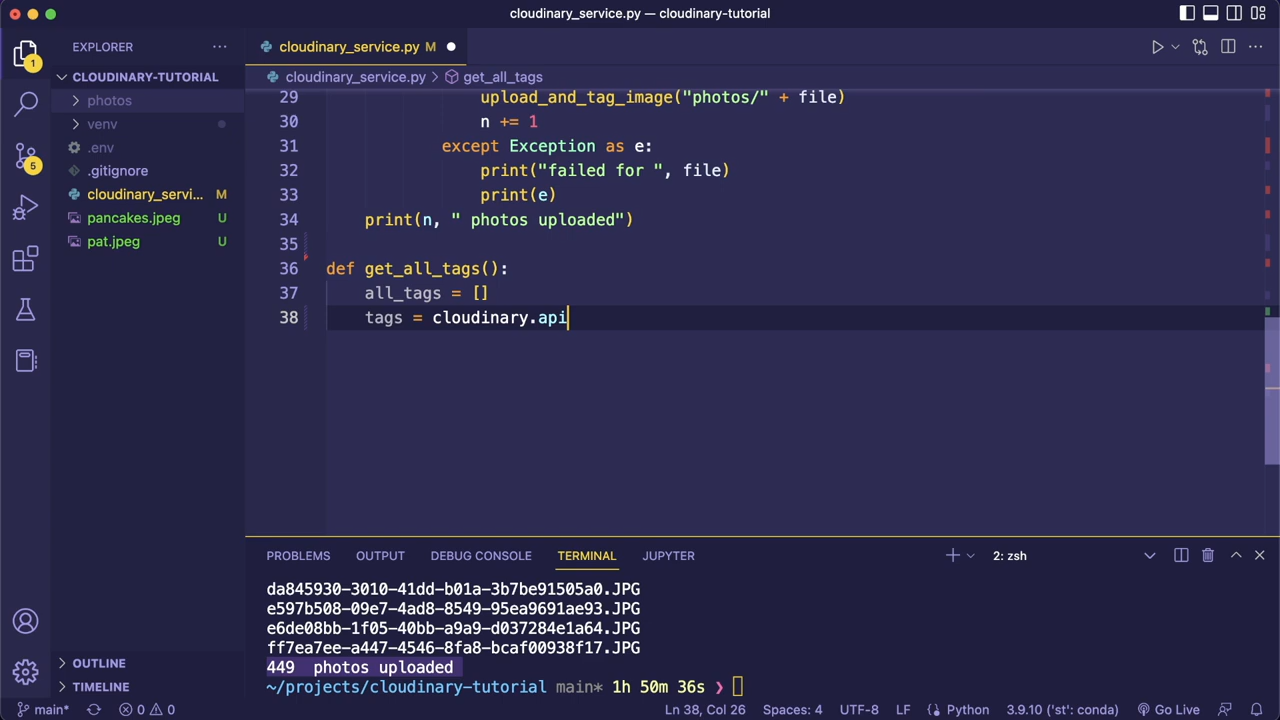 cloudinary_service.py — cloudinary-tutorial
EXPLORER
1
CLOUDINARY-TUTORIAL
photos
venv
.env
5
.gitignore
cloudinary_servi... M
pancakes.jpeg U
pat.jpeg U
OUTLINE
TIMELINE
cloudinary_service.py M
cloudinary_service.py > get_all_tags
29 upload_and_tag_image("photos/" + file)
30 n += 1
31 except Exception as e:
32 print("failed for ", file)
33 print(e)
34 print(n, " photos uploaded")
35
36 def get_all_tags():
37 all_tags = []
38 tags = cloudinary.api
PROBLEMS OUTPUT DEBUG CONSOLE TERMINAL JUPYTER 2: zsh
da845930-3010-41dd-b01a-3b7be91505a0.JPG
e597b508-09e7-4ad8-8549-95ea9691ae93.JPG
e6de08bb-1f05-40bb-a9a9-d037284e1a64.JPG
ff7ea7ee-a447-4546-8fa8-bcaf00938f17.JPG
449  photos uploaded
~/projects/cloudinary-tutorial main* 1h 50m 36s ❯
main* 0 0 Ln 38, Col 26 Spaces: 4 UTF-8 LF Python 3.9.10 ('st': conda) Go Live